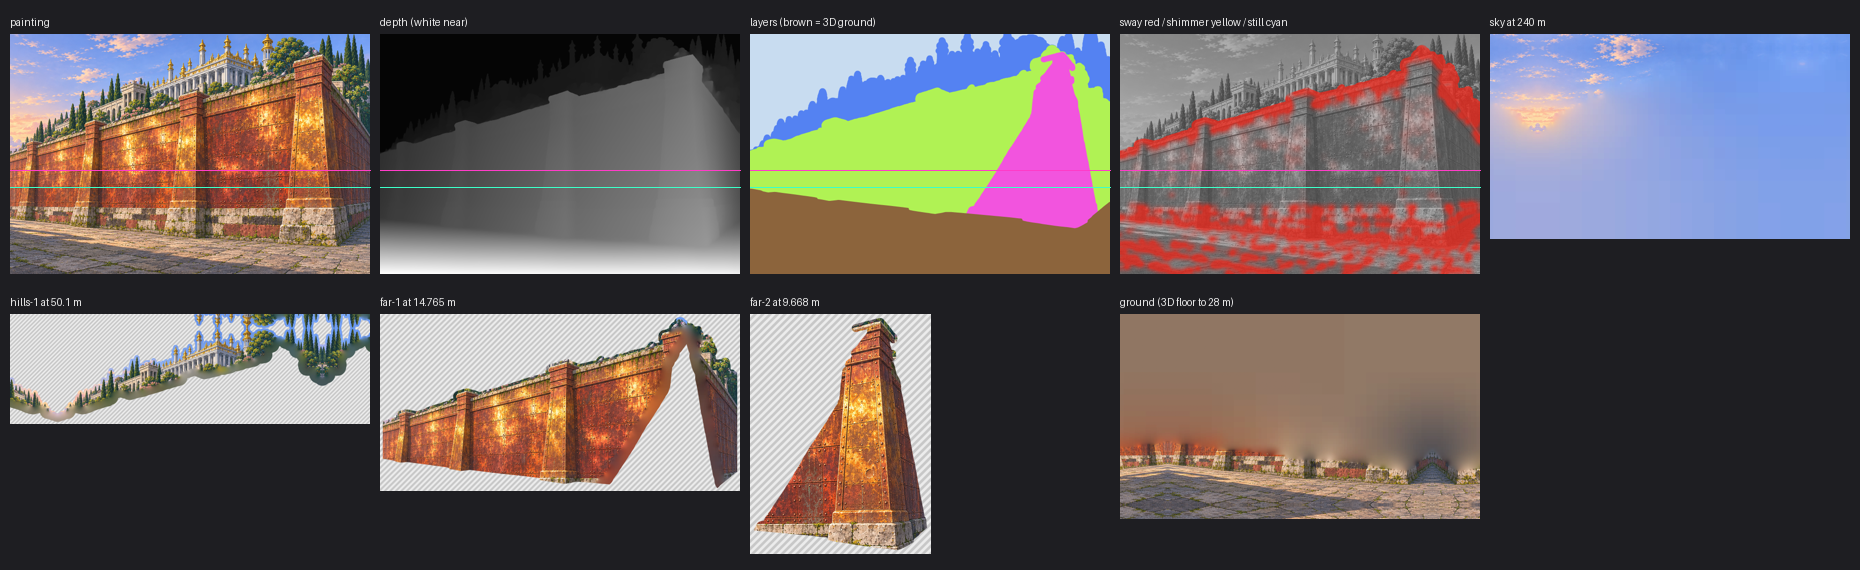 painting
depth (white near)
layers (brown = 3D ground)
sway red / shimmer yellow / still cyan
sky at 240 m
hills-1 at 50.1 m
far-1 at 14.765 m
far-2 at 9.668 m
ground (3D floor to 28 m)